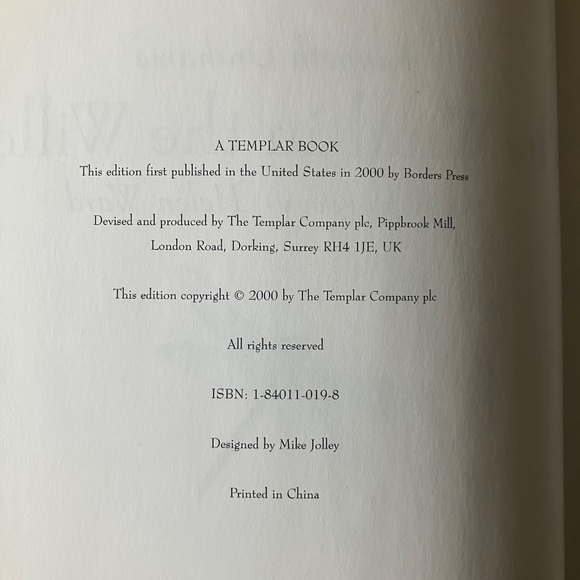 A TEMPLAR BOOK
This edition first published in the United States in 2000 by Borders Press
Devised and produced by The Templar Company plc, Pippbrook Mill,
London Road, Dorking, Surrey RH4 1JE, UK
This edition copyright © 2000 by The Templar Company plc
All rights reserved
ISBN: 1-84011-019-8
Designed by Mike Jolley
Printed in China